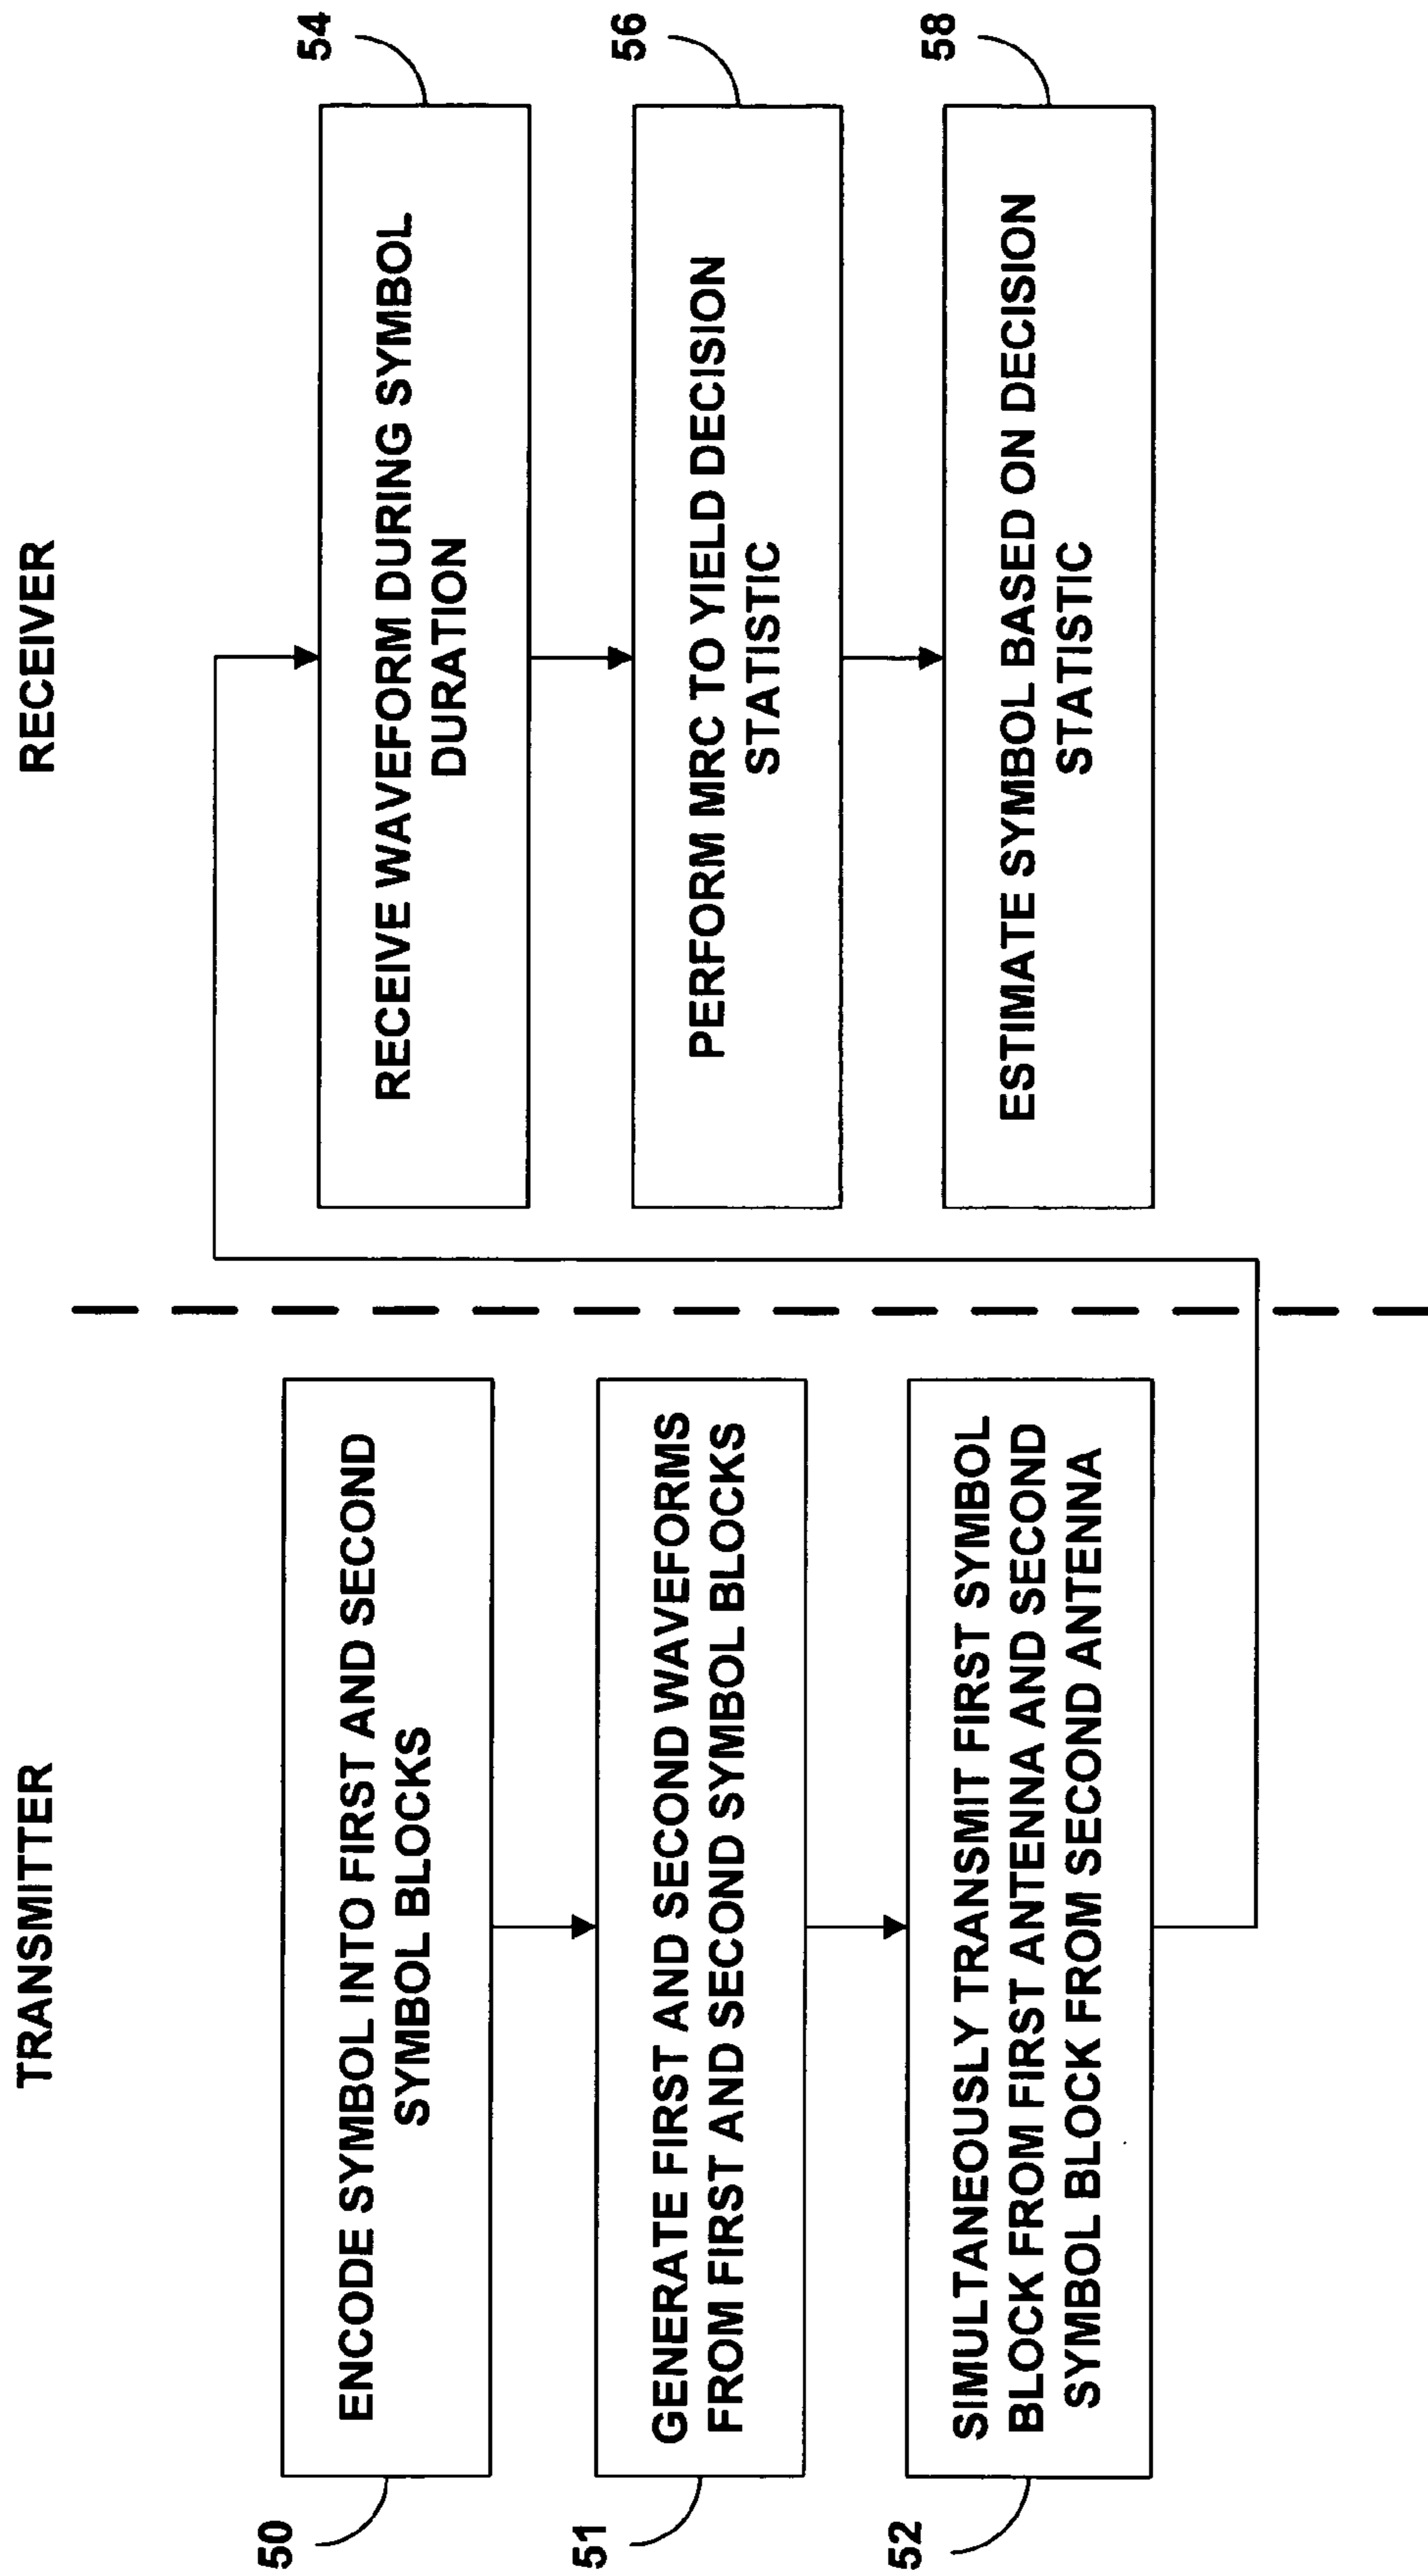 TRANSMITTER
50
ENCODE SYMBOL INTO FIRST AND SECOND
SYMBOL BLOCKS
51
GENERATE FIRST AND SECOND WAVEFORMS
FROM FIRST AND SECOND SYMBOL BLOCKS
52
SIMULTANEOUSLY TRANSMIT FIRST SYMBOL
BLOCK FROM FIRST ANTENNA AND SECOND
SYMBOL BLOCK FROM SECOND ANTENNA
RECEIVER
54
RECEIVE WAVEFORM DURING SYMBOL
DURATION
56
PERFORM MRC TO YIELD DECISION
STATISTIC
58
ESTIMATE SYMBOL BASED ON DECISION
STATISTIC